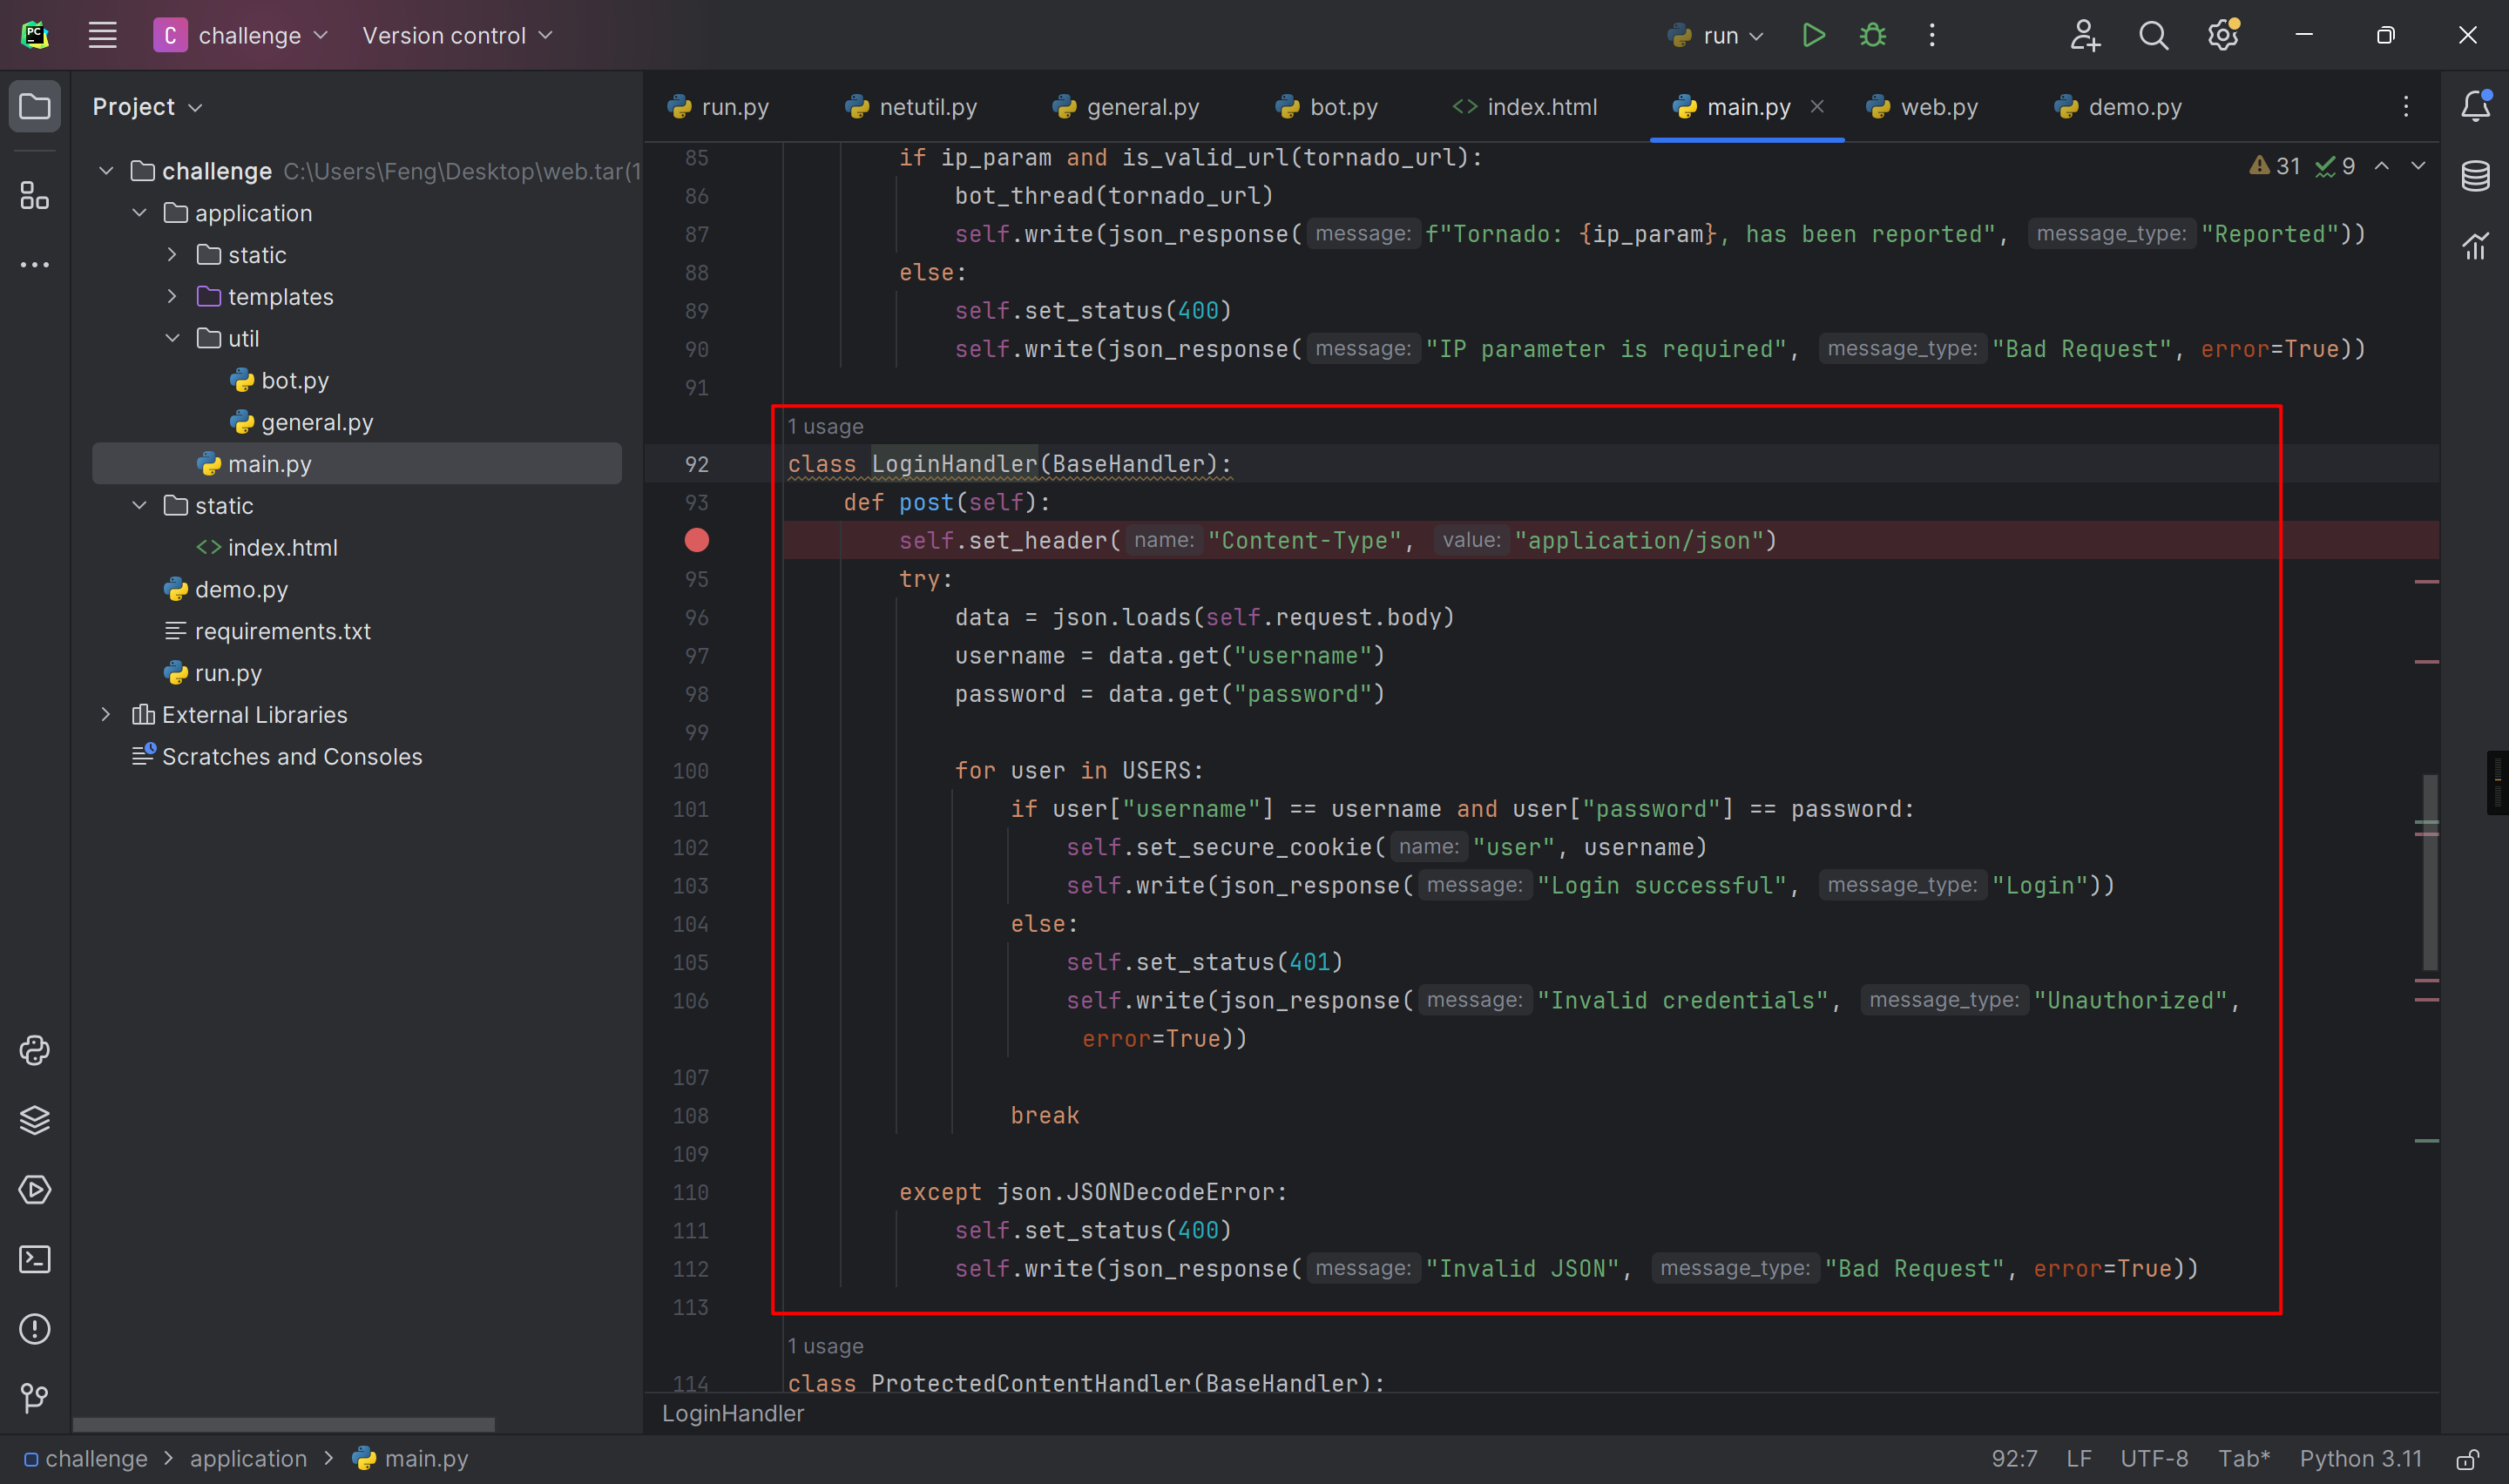 PC
C challenge Version control run
Project
run.py netutil.py general.py bot.py <> index.html main.py web.py demo.py
challenge C:\Users\Feng\Desktop\web.tar(1
application
static
templates
util
bot.py
general.py
main.py
static
<> index.html
demo.py
requirements.txt
run.py
External Libraries
Scratches and Consoles
31 9
85 if ip_param and is_valid_url(tornado_url):
86 bot_thread(tornado_url)
87 self.write(json_response( message: f"Tornado: {ip_param}, has been reported", message_type: "Reported"))
88 else:
89 self.set_status(400)
90 self.write(json_response( message: "IP parameter is required", message_type: "Bad Request", error=True))
91
1 usage
92 class LoginHandler(BaseHandler):
93 def post(self):
self.set_header( name: "Content-Type", value: "application/json")
95 try:
96 data = json.loads(self.request.body)
97 username = data.get("username")
98 password = data.get("password")
99
100 for user in USERS:
101 if user["username"] == username and user["password"] == password:
102 self.set_secure_cookie( name: "user", username)
103 self.write(json_response( message: "Login successful", message_type: "Login"))
104 else:
105 self.set_status(401)
106 self.write(json_response( message: "Invalid credentials", message_type: "Unauthorized",
error=True))
107
108 break
109
110 except json.JSONDecodeError:
111 self.set_status(400)
112 self.write(json_response( message: "Invalid JSON", message_type: "Bad Request", error=True))
113
1 usage
114 class ProtectedContentHandler(BaseHandler):
LoginHandler
challenge > application > main.py
92:7 LF UTF-8 Tab* Python 3.11